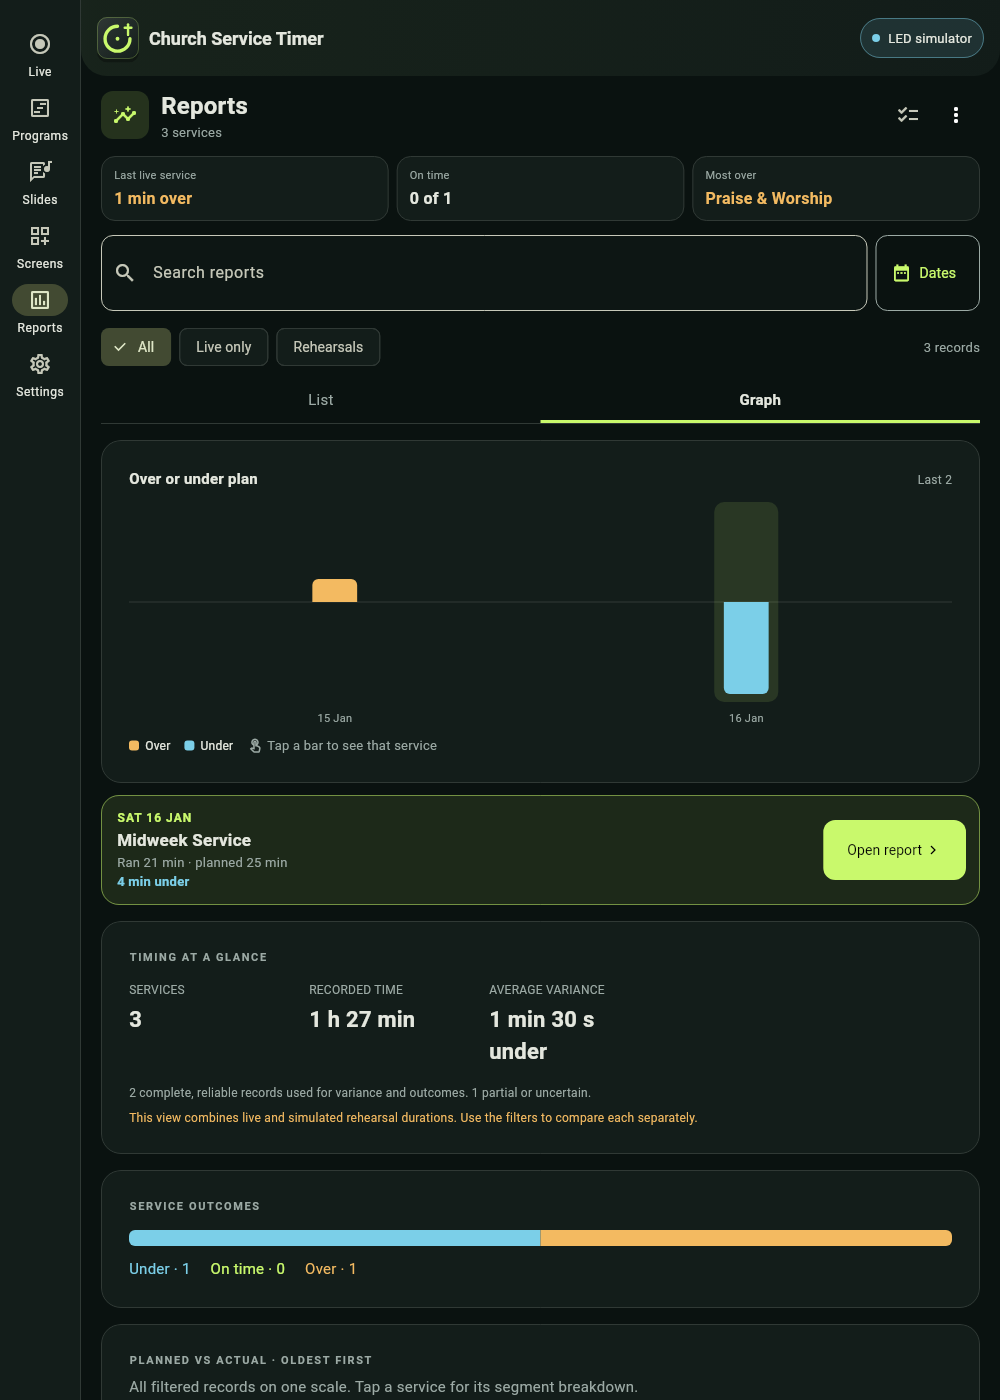 Church Service Timer
LED simulator
Live
Programs
Slides
Screens
Reports
Settings
Reports
3 services
Last live service
1 min over
On time
0 of 1
Most over
Praise & Worship
Search reports
Dates
All
Live only
Rehearsals
3 records
List
Graph
Over or under plan
Last 2
15 Jan
16 Jan
Over
Under
Tap a bar to see that service
SAT 16 JAN
Midweek Service
Ran 21 min · planned 25 min
4 min under
Open report
TIMING AT A GLANCE
SERVICES
3
RECORDED TIME
1 h 27 min
AVERAGE VARIANCE
1 min 30 s
under
2 complete, reliable records used for variance and outcomes. 1 partial or uncertain.
This view combines live and simulated rehearsal durations. Use the filters to compare each separately.
SERVICE OUTCOMES
Under · 1
On time · 0
Over · 1
PLANNED VS ACTUAL · OLDEST FIRST
All filtered records on one scale. Tap a service for its segment breakdown.